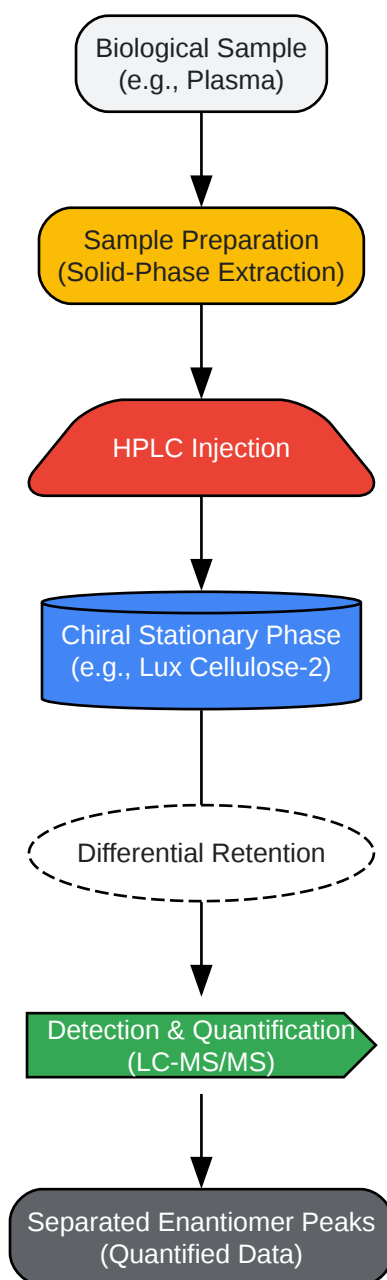 Biological Sample
(e.g., Plasma)
Sample Preparation
(Solid-Phase Extraction)
HPLC Injection
Chiral Stationary Phase
(e.g., Lux Cellulose-2)
Differential Retention
Detection & Quantification
(LC-MS/MS)
Separated Enantiomer Peaks
(Quantified Data)